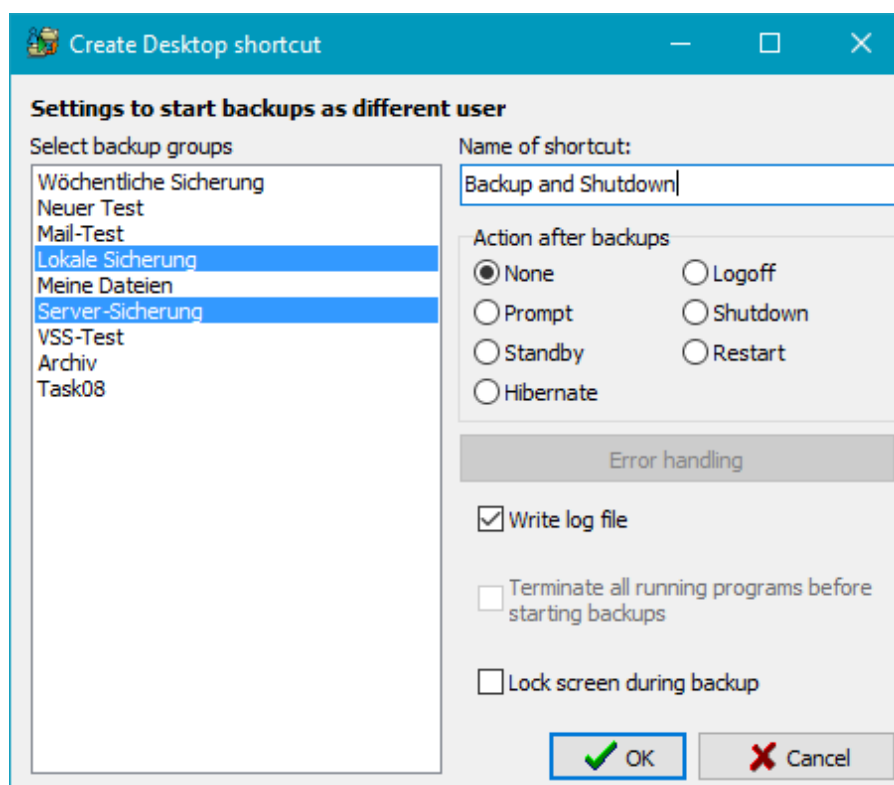 Create Desktop shortcut
Settings to start backups as different user
Select backup groups
Wöchentliche Sicherung
Neuer Test
Mail-Test
Lokale Sicherung
Meine Dateien
Server-Sicherung
VSS-Test
Archiv
Task08
Name of shortcut:
Backup and Shutdown
Action after backups
None
Logoff
Prompt
Shutdown
Standby
Restart
Hibernate
Error handling
Write log file
Terminate all running programs before
starting backups
Lock screen during backup
OK
Cancel